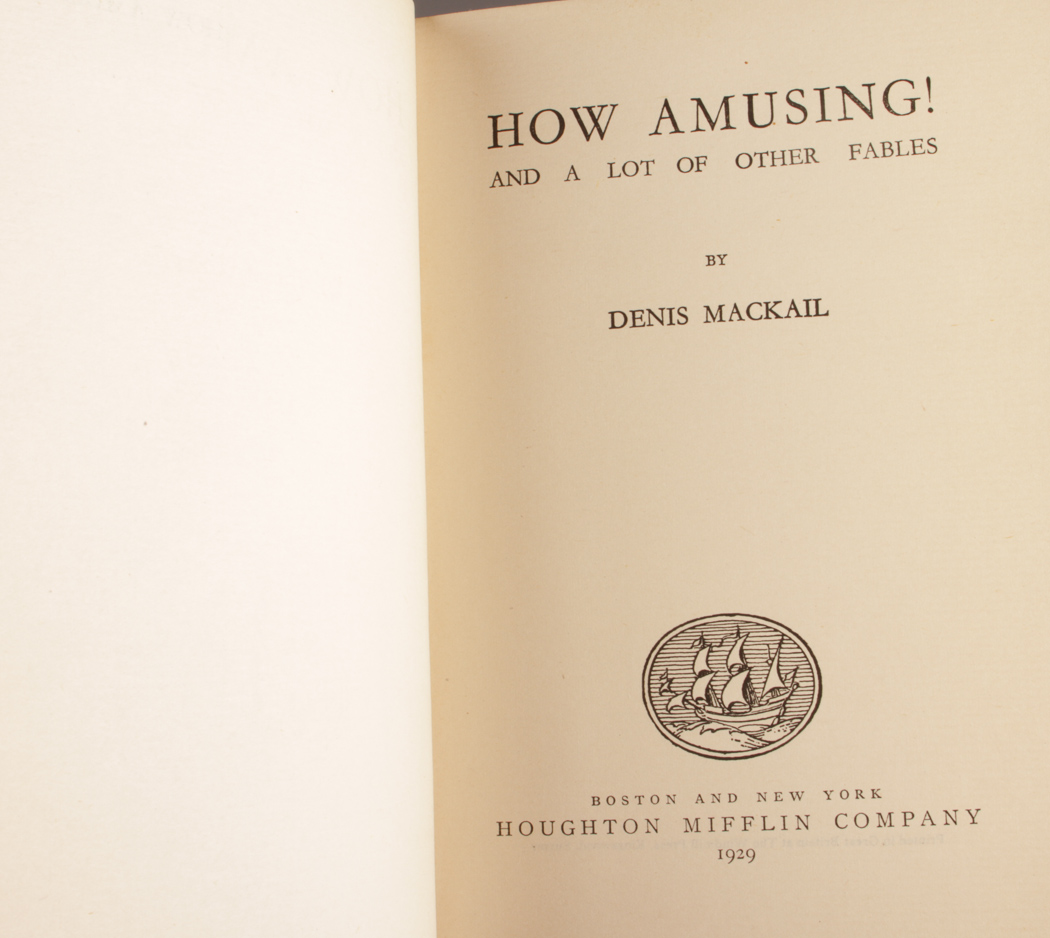 HOW AMUSING!
AND A LOT OF OTHER FABLES
BY
DENIS MACKAIL
BOSTON AND NEW YORK
HOUGHTON MIFFLIN COMPANY
1929